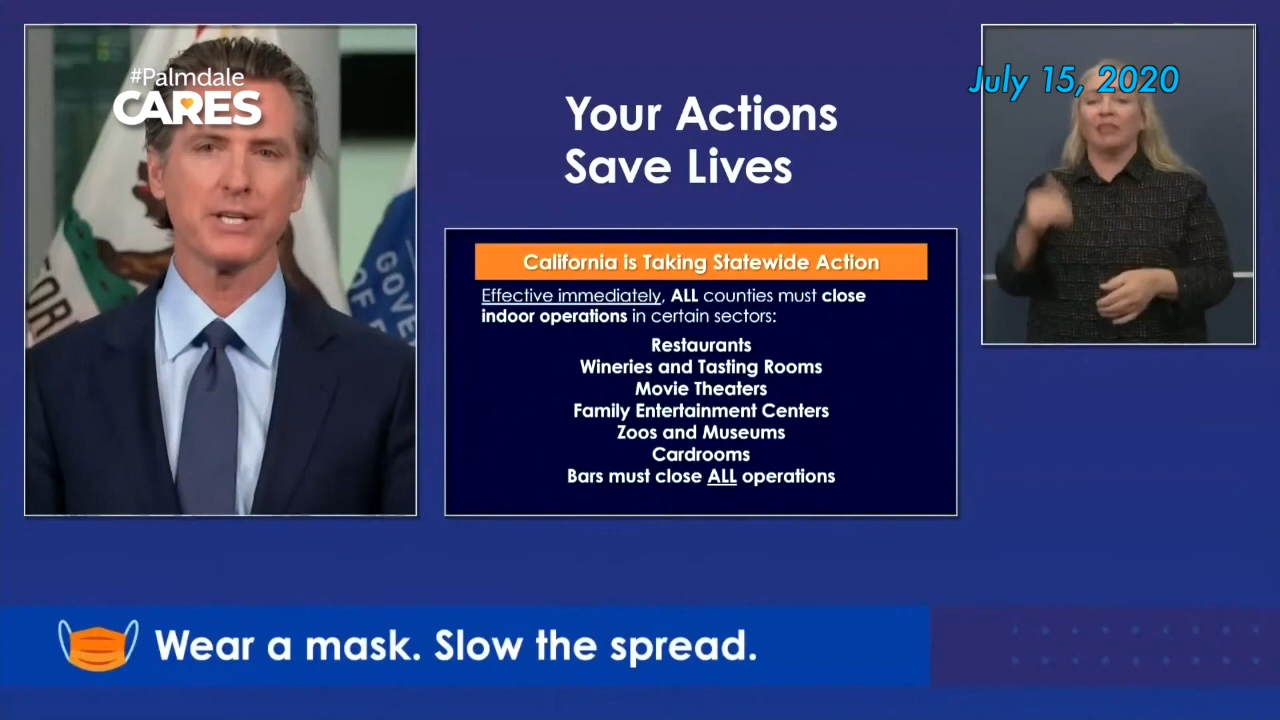 #Palmdale
CARES
July 15, 2020
Your Actions
Save Lives
California is Taking Statewide Action
Effective immediately, ALL counties must close
indoor operations in certain sectors:
Restaurants
Wineries and Tasting Rooms
Movie Theaters
Family Entertainment Centers
Zoos and Museums
Cardrooms
Bars must close ALL operations
Wear a mask. Slow the spread.